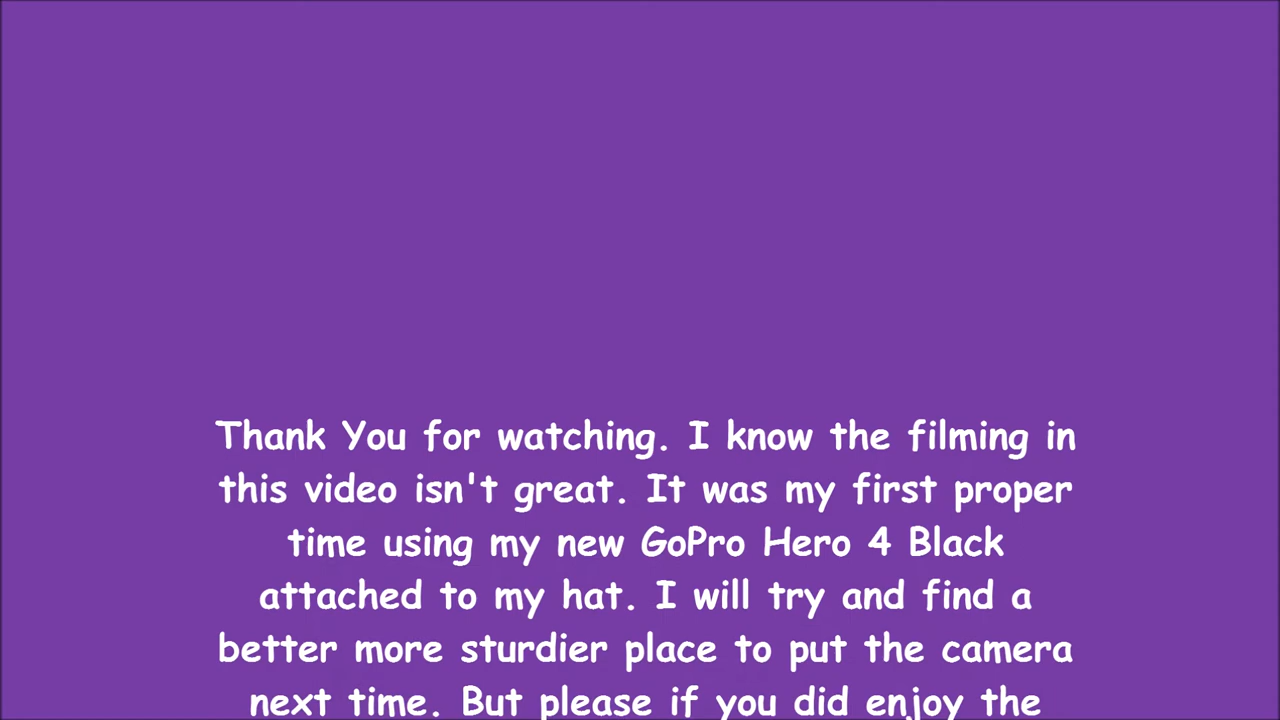 Thank You for watching. I know the filming in
this video isn't great. It was my first proper
time using my new GoPro Hero 4 Black
attached to my hat. I will try and find a
better more sturdier place to put the camera
next time. But please if you did enjoy the